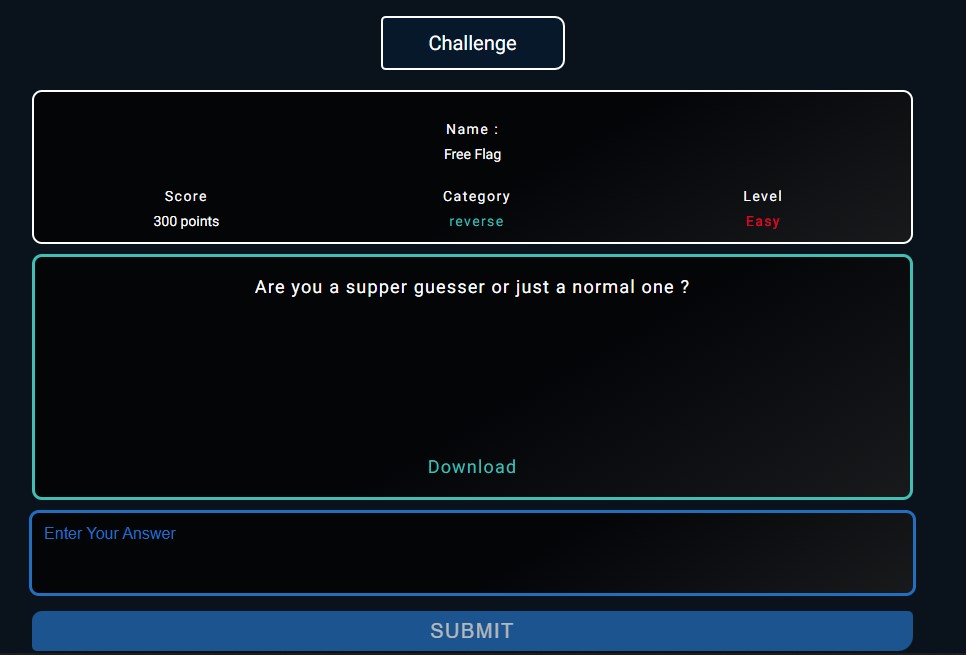 Challenge
Name :
Free Flag
Score Category Level
300 points reverse Easy
Are you a supper guesser or just a normal one ?
Download
Enter Your Answer
SUBMIT